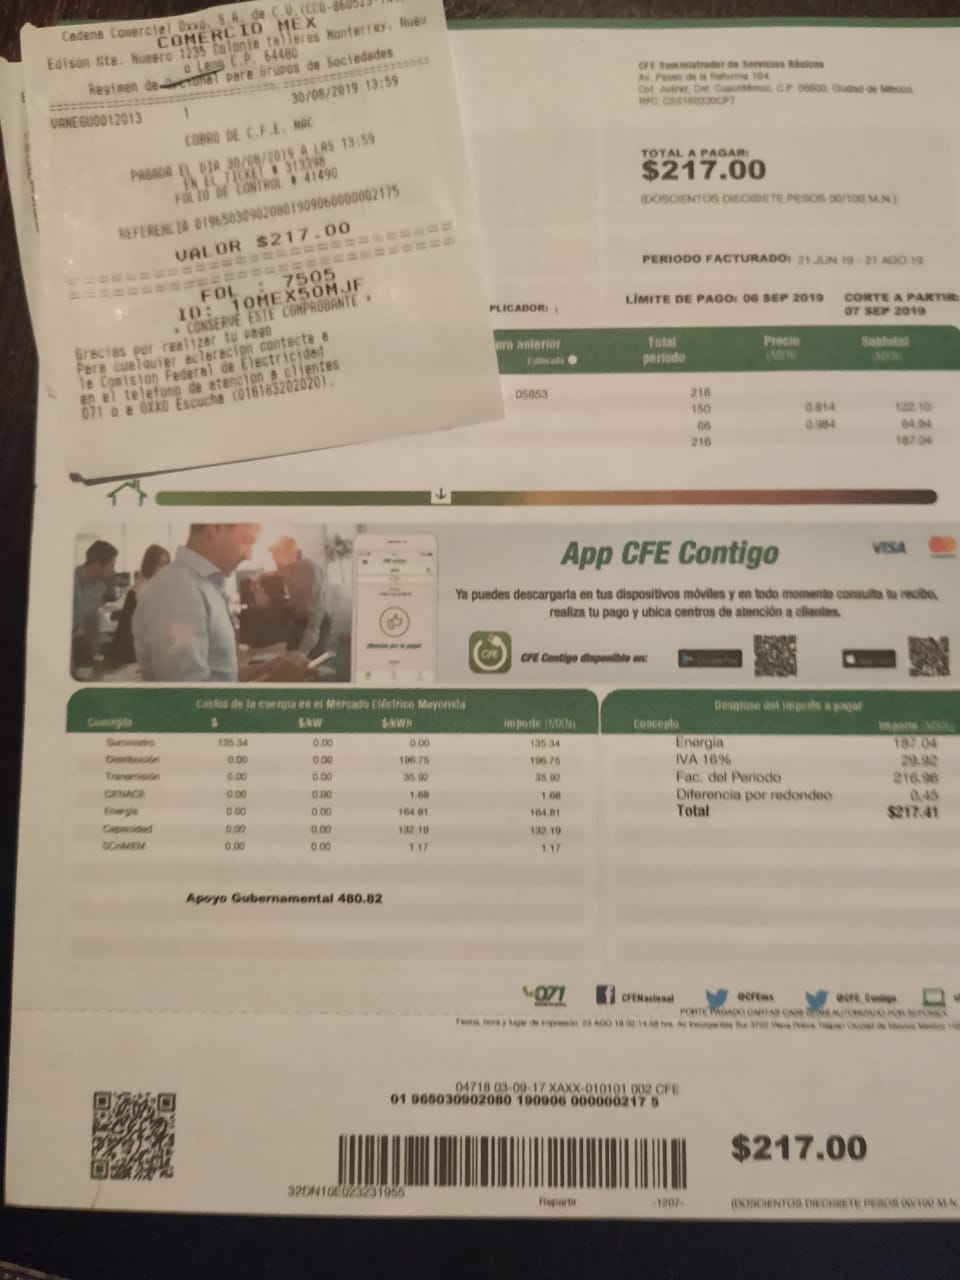 Cadena Comercial Oxxo, S.A. de C.V.(CCO-860523-
COMERCIO MEX
Edison Nte. Numero 1235 Colonia talleres Monterrey, Nuev
o Leon C.P. 64480
Regimen de Opcional para Grupos de Sociedades
30/08/2019 13:59
VANEGU0012013 1
COBRO DE C.F.E. MAC
PAGADA EL DIA 30/08/2019 A LAS 13:59
EN EL TICKET # 313398
FOLIO DE CONTROL # 41490
REFERENCIA 019650309020801909060000002175
VALOR $217.00
FOL : 7505
ID: 10MEX50MJF
* CONSERVE ESTE COMPROBANTE *
Gracias por realizar tu pago
Para cualquier aclaracion contacte a
la Comision Federal de Electricidad
en el telefono de atencion a clientes
071 o a OXXO Escucha (018183202020).
CFE Suministrador de Servicios Básicos
Av. Paseo de la Reforma 164,
Col. Juárez, Del. Cuauhtémoc, C.P. 06600, Ciudad de México.
RFC: CSS160330CP7
TOTAL A PAGAR:
$217.00
(DOSCIENTOS DIECISIETE PESOS 00/100 M.N.)
PERIODO FACTURADO: 21 JUN 19 - 21 AGO 19
PLICADOR: 1
LÍMITE DE PAGO: 06 SEP 2019
CORTE A PARTIR:
07 SEP 2019
ura anterior Total Precio Subtotal
Estimada periodo (MXN) (MXN)
05853 216
150 0.814 122.10
66 0.984 64.94
216 187.04
App CFE Contigo
VISA
Ya puedes descargarla en tus dispositivos móviles y en todo momento consulta tu recibo,
realiza tu pago y ubica centros de atención a clientes.
CFE
CFE Contigo disponible en:
Costos de la energía en el Mercado Eléctrico Mayorista
Concepto $ $/kW $/kWh Importe (MXN)
Suministro 135.34 0.00 0.00 135.34
Distribución 0.00 0.00 196.75 196.75
Transmisión 0.00 0.00 35.92 35.92
CENACE 0.00 0.00 1.68 1.68
Energía 0.00 0.00 164.81 164.81
Capacidad 0.00 0.00 132.19 132.19
SCnMEM 0.00 0.00 1.17 1.17
Apoyo Gubernamental 480.82
Desglose del importe a pagar
Concepto Importe (MXN)
Energía 187.04
IVA 16% 29.92
Fac. del Periodo 216.96
Diferencia por redondeo 0.45
Total $217.41
071
CFENacional
@CFEmx
@CFE_Contigo
PORTE PAGADO CARTAS AUTORIZADO POR SEPOMEX
Fecha, hora y lugar de impresión: 23 AGO 19 02:14:58 hrs. Av Insurgentes Sur 3702 Pena Pobre Tlalpan Ciudad de México
04718 03-09-17 XAXX-010101 002 CFE
01 965030902080 190906 000000217 5
32DN10E023231955
Repartir -1207-
$217.00
(DOSCIENTOS DIECISIETE PESOS 00/100 M.N.